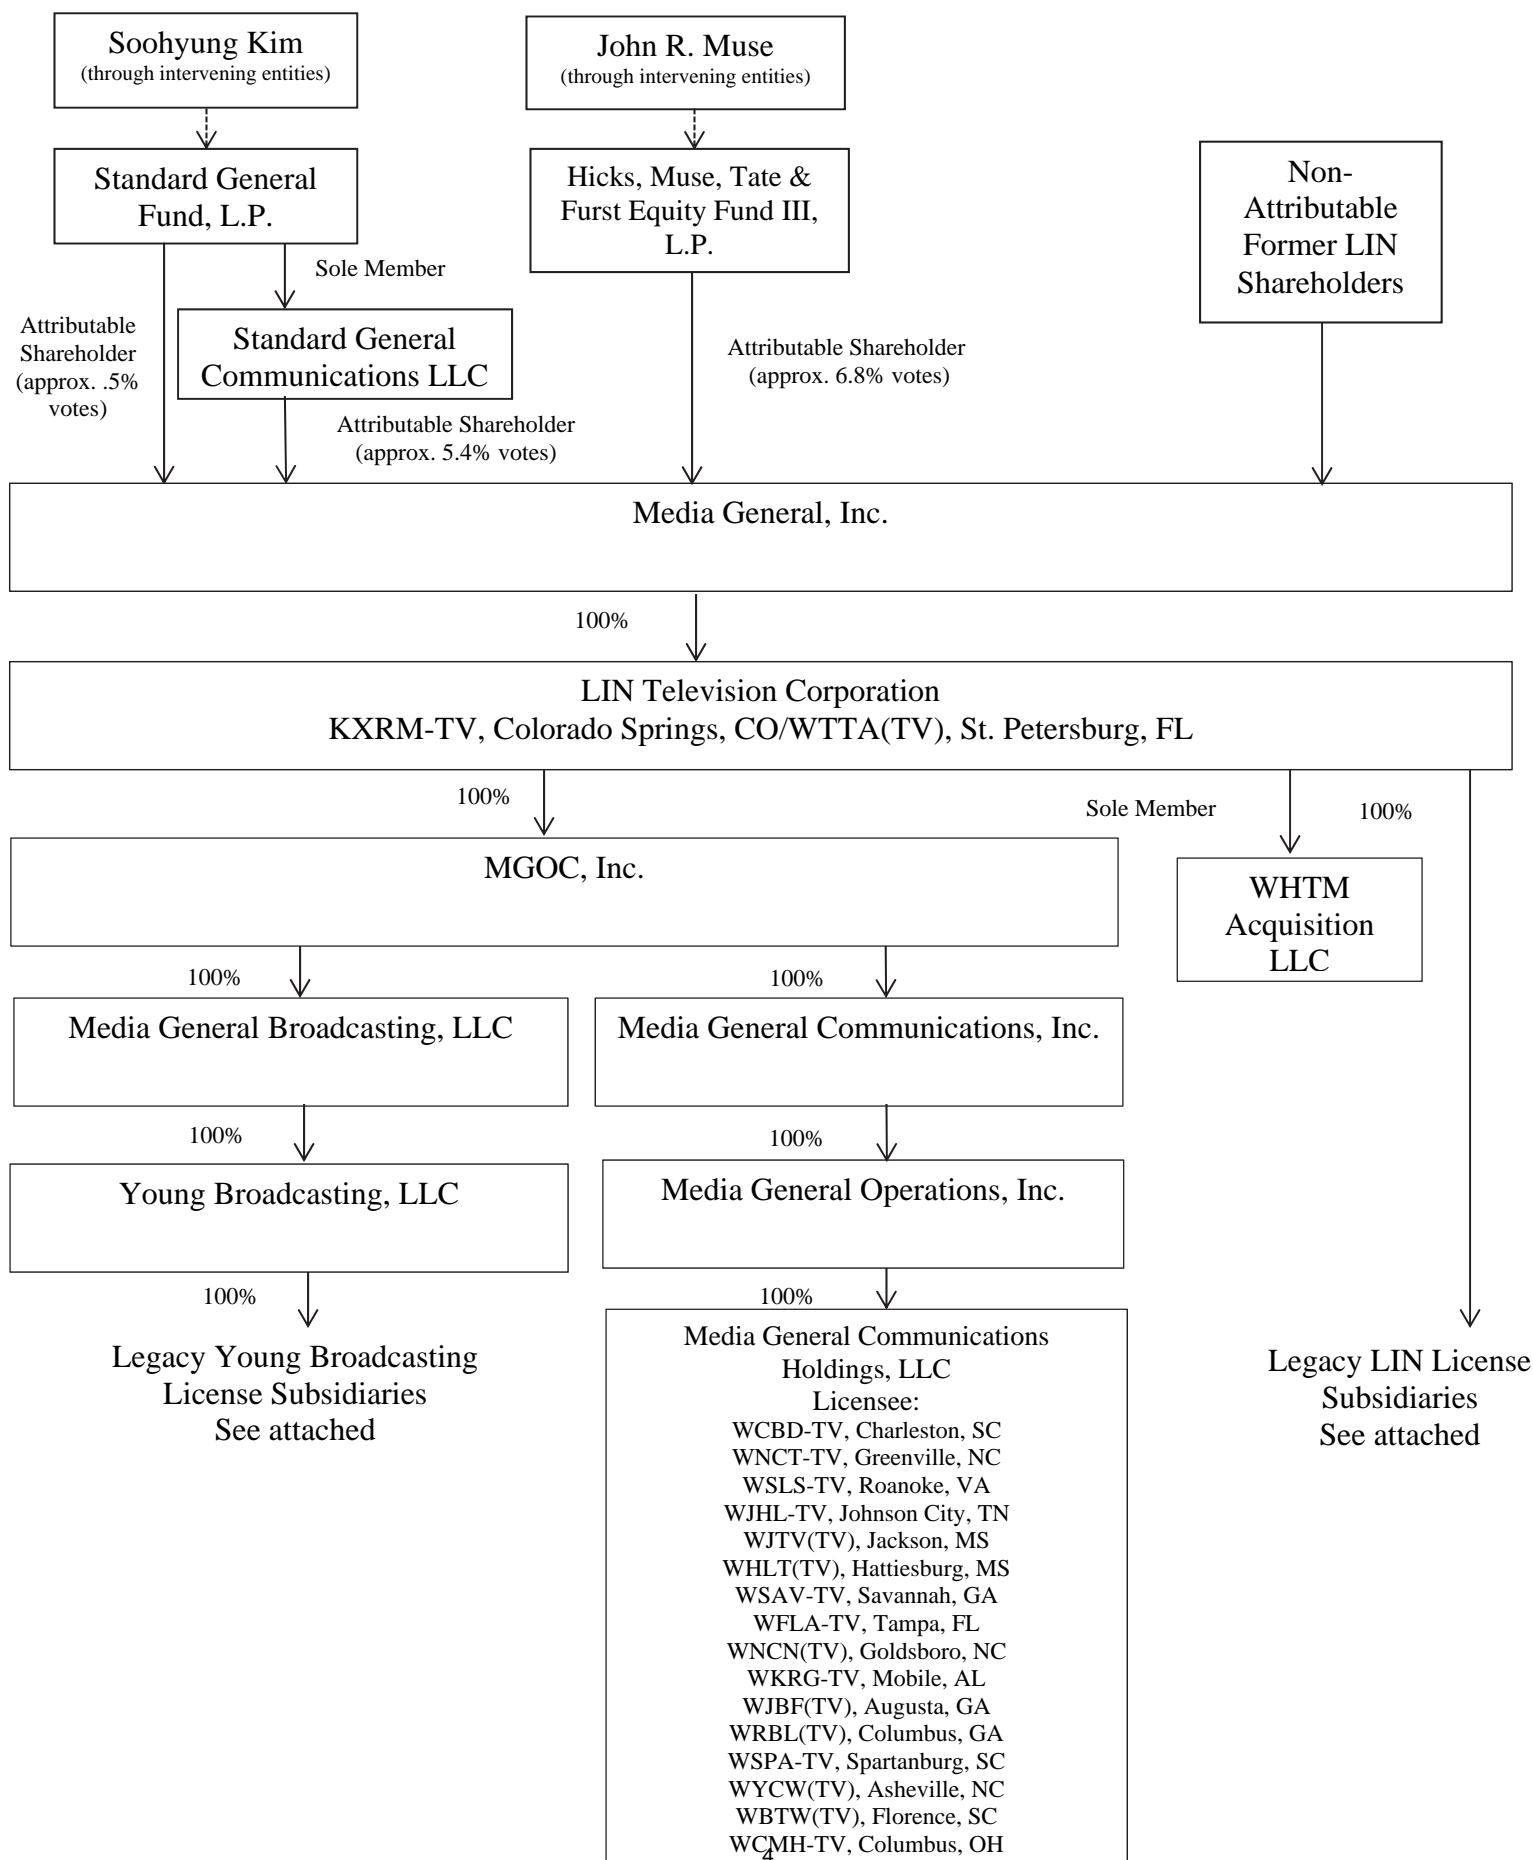 Soohyung Kim
(through intervening entities)
John R. Muse
(through intervening entities)
Standard General
Fund, L.P.
Hicks, Muse, Tate &
Furst Equity Fund III,
L.P.
Non-
Attributable
Former LIN
Shareholders
Sole Member
Attributable
Shareholder
(approx. .5%
votes)
Standard General
Communications LLC
Attributable Shareholder
(approx. 6.8% votes)
Attributable Shareholder
(approx. 5.4% votes)
Media General, Inc.
100%
LIN Television Corporation
KXRM-TV, Colorado Springs, CO/WTTA(TV), St. Petersburg, FL
100%
Sole Member
100%
MGOC, Inc.
WHTM
Acquisition
LLC
100%
100%
Media General Broadcasting, LLC
Media General Communications, Inc.
100%
100%
Young Broadcasting, LLC
Media General Operations, Inc.
100%
100%
Legacy Young Broadcasting
License Subsidiaries
See attached
Media General Communications
Holdings, LLC
Licensee:
WCBD-TV, Charleston, SC
WNCT-TV, Greenville, NC
WSLS-TV, Roanoke, VA
WJHL-TV, Johnson City, TN
WJTV(TV), Jackson, MS
WHLT(TV), Hattiesburg, MS
WSAV-TV, Savannah, GA
WFLA-TV, Tampa, FL
WNCN(TV), Goldsboro, NC
WKRG-TV, Mobile, AL
WJBF(TV), Augusta, GA
WRBL(TV), Columbus, GA
WSPA-TV, Spartanburg, SC
WYCW(TV), Asheville, NC
WBTW(TV), Florence, SC
WCMH-TV, Columbus, OH
Legacy LIN License
Subsidiaries
See attached
4